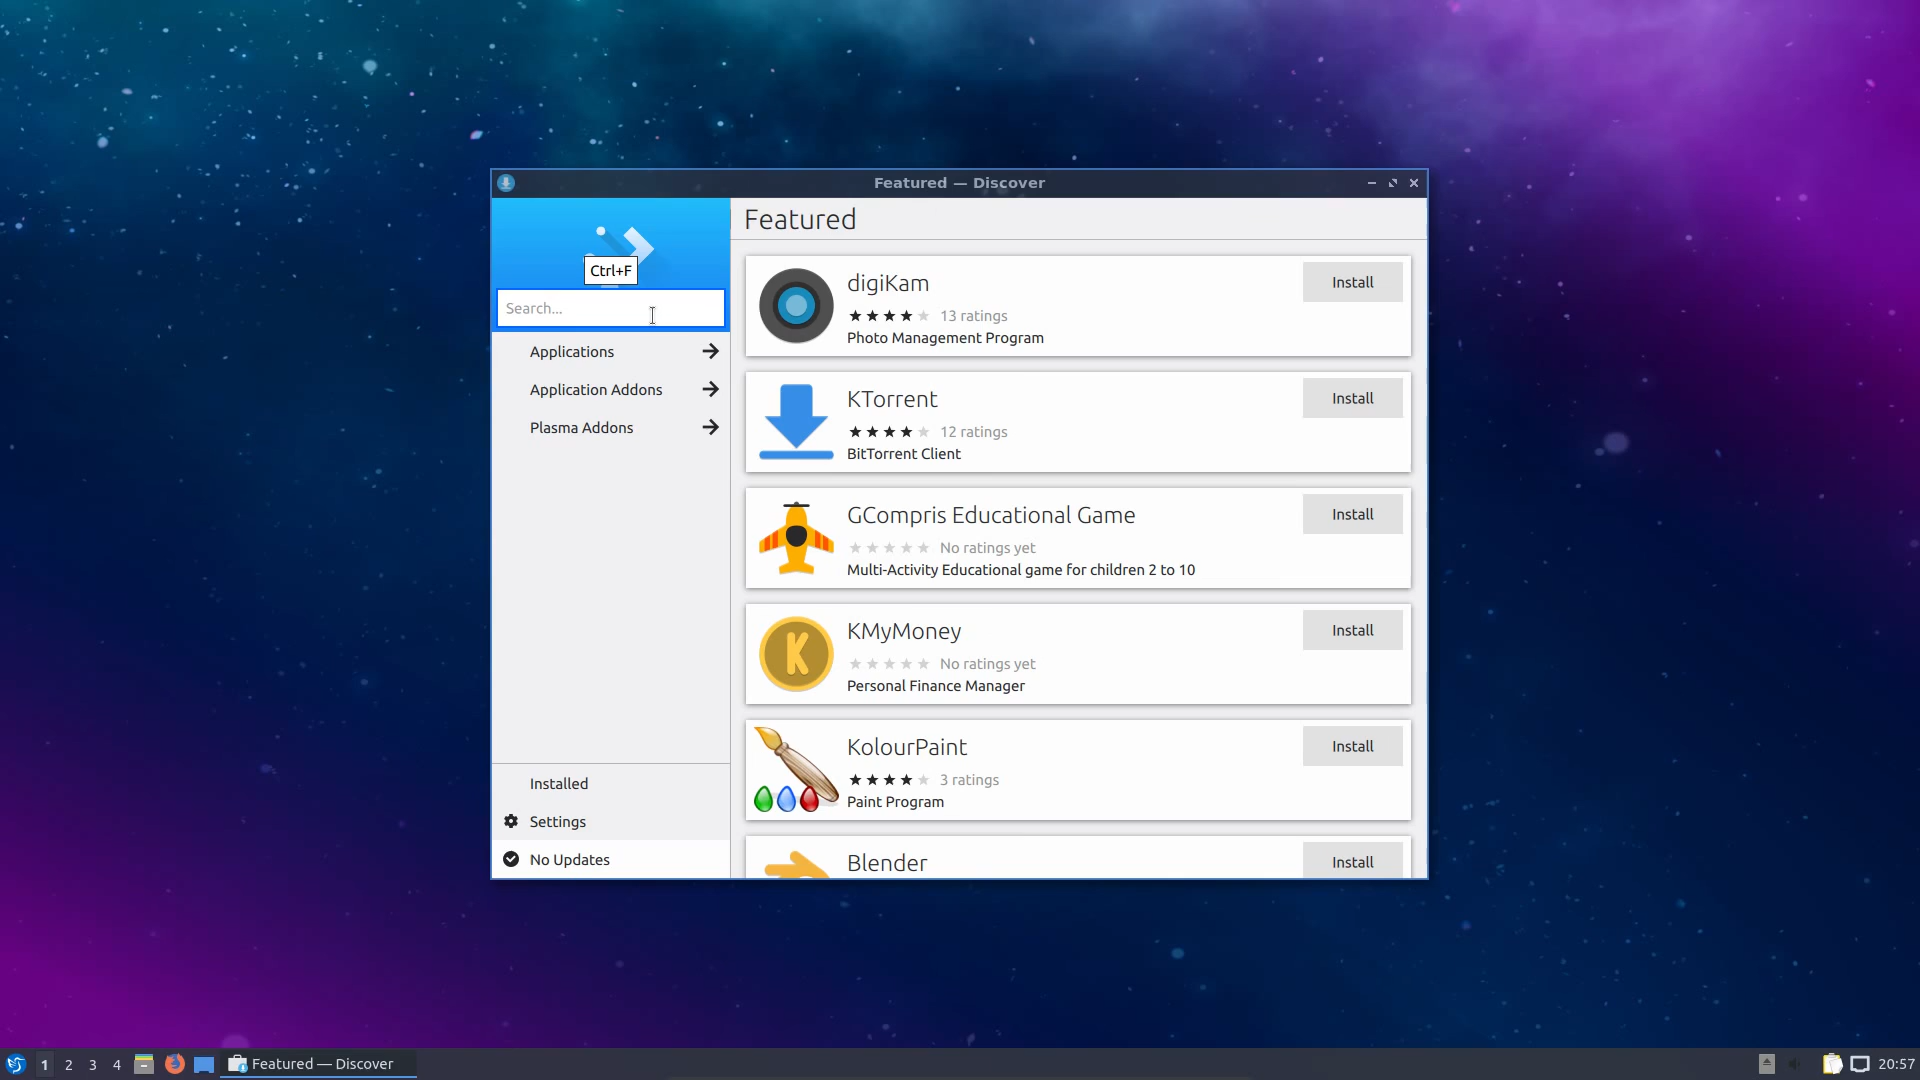 Featured — Discover
Featured
Ctrl+F
Search...
Applications
Application Addons
Plasma Addons
Installed
Settings
No Updates
digiKam
13 ratings
Photo Management Program
Install
KTorrent
12 ratings
BitTorrent Client
Install
GCompris Educational Game
No ratings yet
Multi-Activity Educational game for children 2 to 10
Install
K
KMyMoney
No ratings yet
Personal Finance Manager
Install
KolourPaint
3 ratings
Paint Program
Install
Blender
Install
1 2 3 4 Featured — Discover 20:57